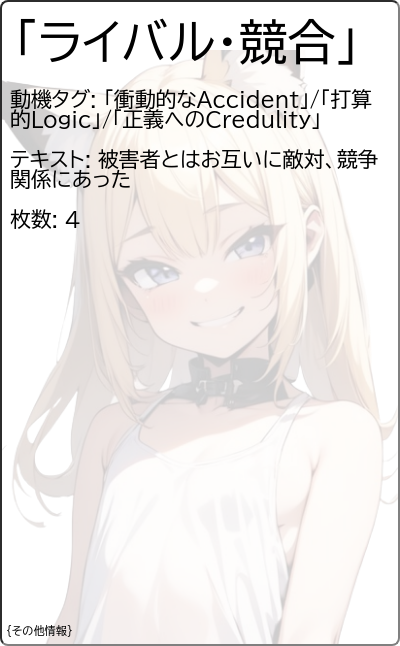 「ライバル・競合」
動機タグ: 「衝動的なAccident」/「打算
的Logic」/「正義へのCredulity」
テキスト: 被害者とはお互いに敵対、競争
関係にあった
枚数: 4
{その他情報}